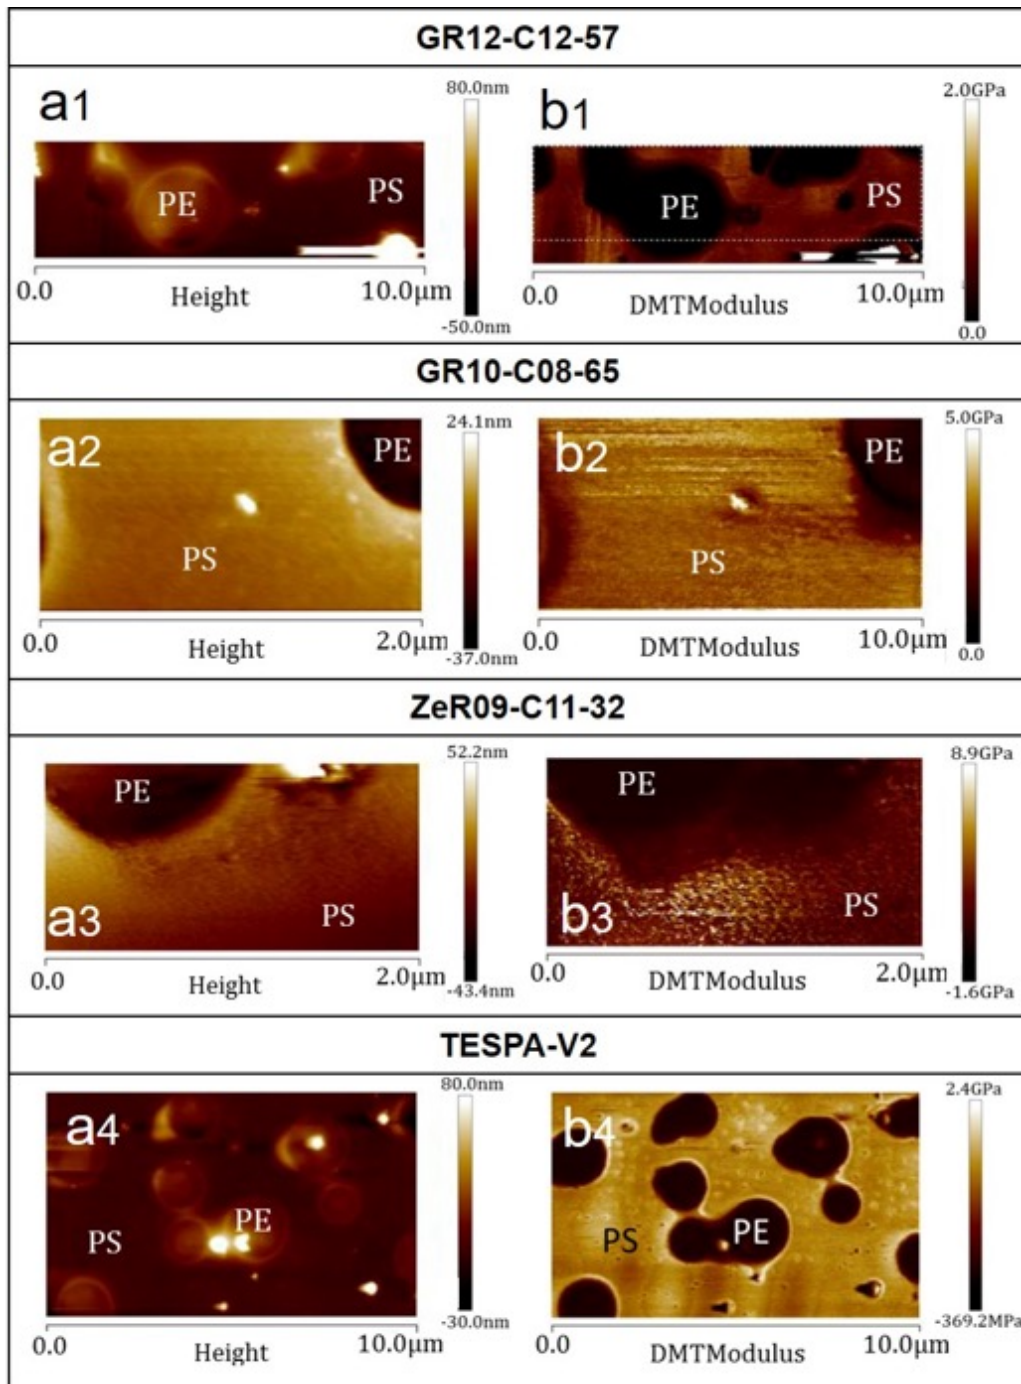 GR12-C12-57
a1
80.0nm
b1
2.0GPa
PE
PS
PE
PS
0.0
Height
10.0μm
-50.0nm
0.0
DMTModulus
10.0μm
0.0
GR10-C08-65
a2
24.1nm
b2
5.0GPa
PE
PE
PS
PS
0.0
Height
2.0μm
-37.0nm
0.0
DMTModulus
10.0μm
0.0
ZeR09-C11-32
52.2nm
8.9GPa
PE
PE
a3
PS
b3
PS
0.0
Height
2.0μm
-43.4nm
0.0
DMTModulus
2.0μm
-1.6GPa
TESPA-V2
a4
80.0nm
b4
2.4GPa
PS
PE
PS
PE
0.0
Height
10.0μm
-30.0nm
0.0
DMTModulus
10.0μm
-369.2MPa